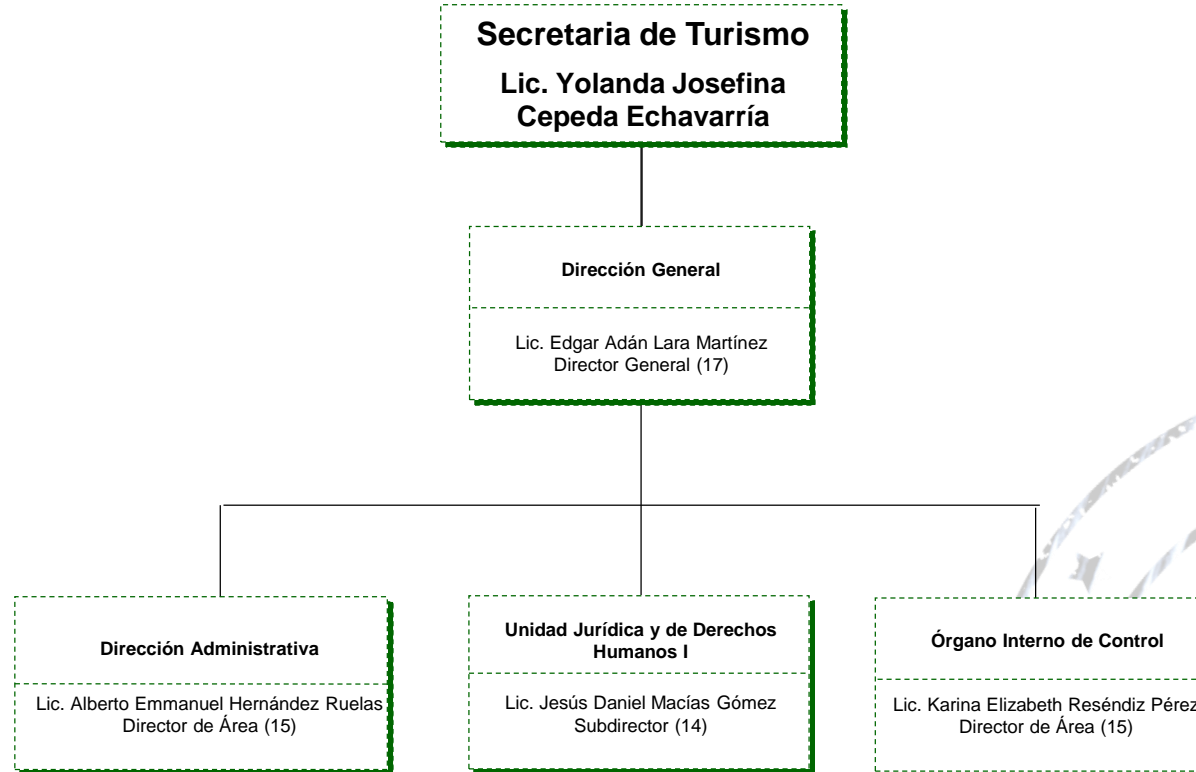 Secretaria de Turismo
Lic. Yolanda Josefina
Cepeda Echavarría
Dirección General
Lic. Edgar Adán Lara Martínez
Director General (17)
Dirección Administrativa
Lic. Alberto Emmanuel Hernández Ruelas
Director de Área (15)
Unidad Jurídica y de Derechos
Humanos I
Lic. Jesús Daniel Macías Gómez
Subdirector (14)
Órgano Interno de Control
Lic. Karina Elizabeth Reséndiz Pérez
Director de Área (15)